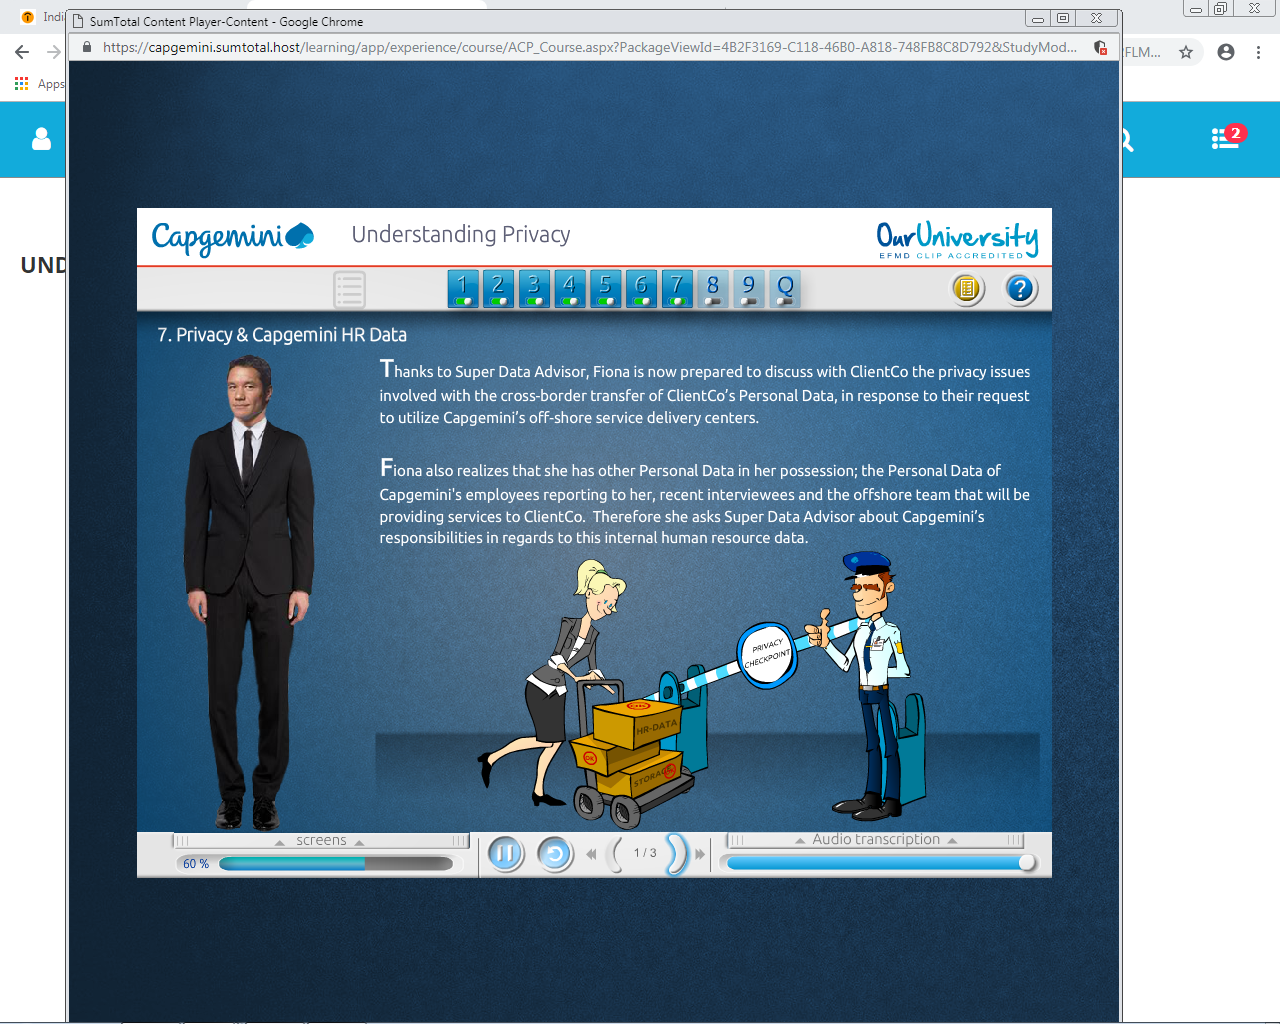 Indi
SumTotal Content Player-Content - Google Chrome
https://capgemini.sumtotal.host/learning/app/experience/course/ACP_Course.aspx?PackageViewId=4B2F3169-C118-46B0-A818-748FB8C8D792&StudyMod...
FLM...
Apps
2
UND
Capgemini
Understanding Privacy
OurUniversity
EFMD CLIP ACCREDITED
1 2 3 4 5 6 7 8 9 Q
?
7. Privacy & Capgemini HR Data
Thanks to Super Data Advisor, Fiona is now prepared to discuss with ClientCo the privacy issues
involved with the cross-border transfer of ClientCo's Personal Data, in response to their request
to utilize Capgemini's off-shore service delivery centers.
Fiona also realizes that she has other Personal Data in her possession; the Personal Data of
Capgemini's employees reporting to her, recent interviewees and the offshore team that will be
providing services to ClientCo. Therefore she asks Super Data Advisor about Capgemini's
responsibilities in regards to this internal human resource data.
PRIVACY
CHECKPOINT
OK
HR-DATA
OK
STORAGE
screens
60 %
1 / 3
Audio transcription